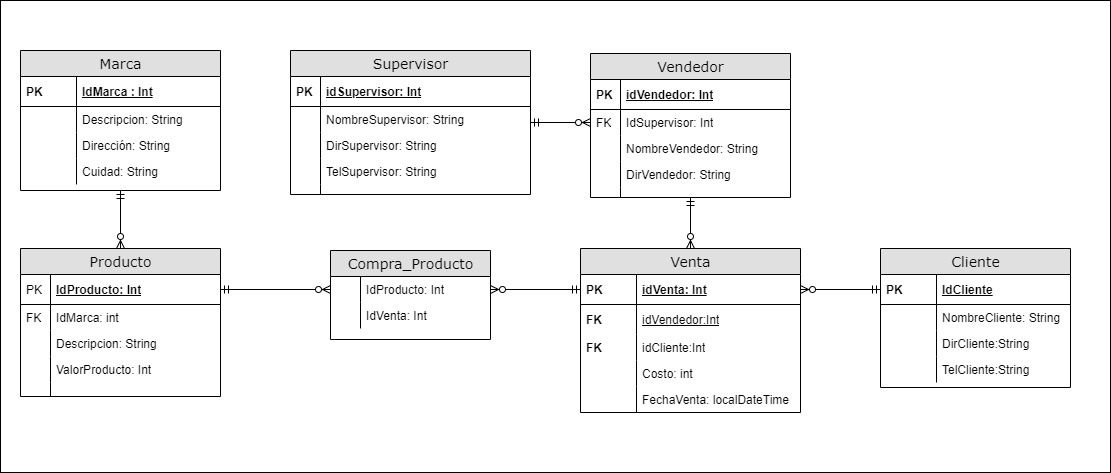 Marca
PK IdMarca : Int
Descripcion: String
Dirección: String
Cuidad: String
Supervisor
PK idSupervisor: Int
NombreSupervisor: String
DirSupervisor: String
TelSupervisor: String
Vendedor
PK idVendedor: Int
FK IdSupervisor: Int
NombreVendedor: String
DirVendedor: String
Producto
PK IdProducto: Int
FK IdMarca: int
Descripcion: String
ValorProducto: Int
Compra_Producto
IdProducto: Int
IdVenta: Int
Venta
PK idVenta: Int
FK idVendedor:Int
FK idCliente:Int
Costo: int
FechaVenta: localDateTime
Cliente
PK IdCliente
NombreCliente: String
DirCliente:String
TelCliente:String